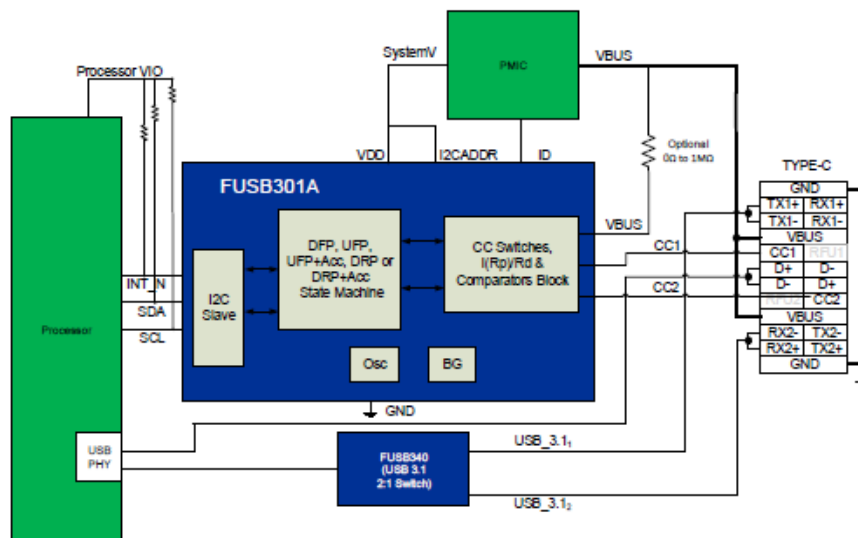 SystemV
PMIC
VBUS
Processor VIO
Optional
0Ω to 1MΩ
VDD
I2CADDR
ID
TYPE-C
FUSB301A
GND
TX1+ RX1+
TX1- RX1-
VBUS
CC1 RFU1
D+ D-
D- D+
RFU2 CC2
VBUS
RX2- TX2-
RX2+ TX2+
GND
VBUS
CC1
CC2
DFP, UFP,
UFP+Acc, DRP or
DRP+Acc
State Machine
CC Switches,
I(Rp)/Rd &
Comparators Block
I2C
Slave
INT_N
SDA
SCL
Processor
Osc
BG
GND
USB
PHY
FUSB340
(USB 3.1
2:1 Switch)
USB_3.1₁
USB_3.1₂